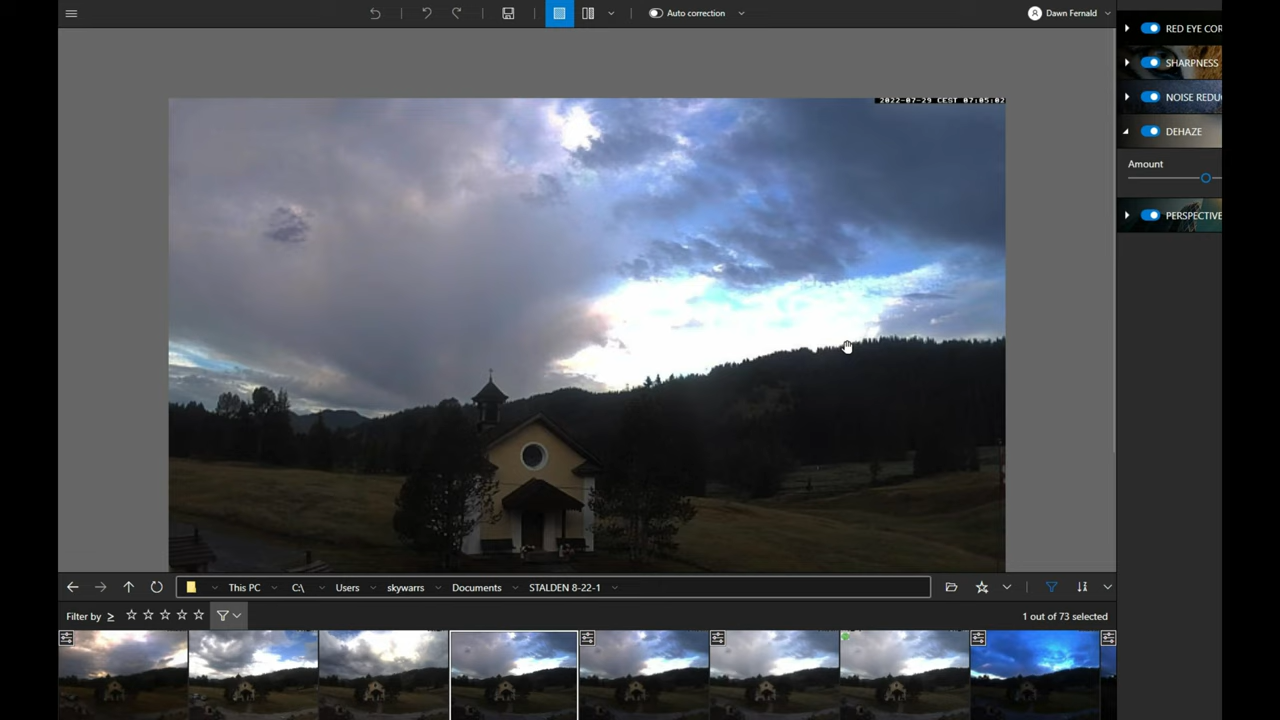 Auto correction
Dawn Fernald
RED EYE COR
SHARPNESS
NOISE REDU
DEHAZE
Amount
PERSPECTIVE
2022-07-29 CEST 07:05:02
This PC C:\ Users skywarrs Documents STALDEN 8-22-1
Filter by ≥
1 out of 73 selected